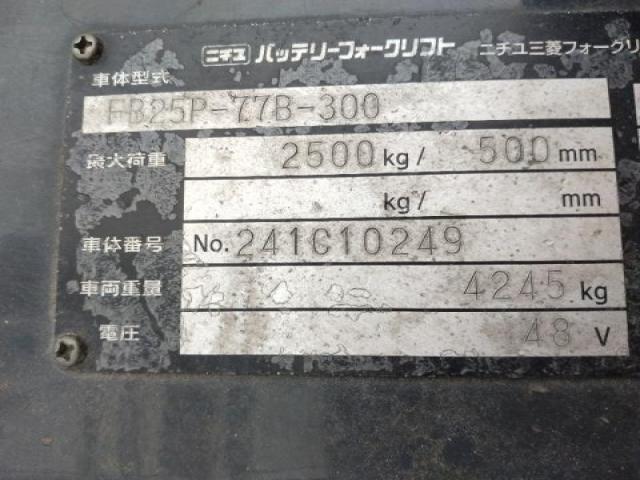 ニチユ バッテリーフォークリフト ニチユ三菱フォークリ
車体型式
FB25P-77B-300
最大荷重 2500 kg/ 500 mm
kg/ mm
車体番号 No. 241C10249
車両重量 4245 kg
電圧 48 V